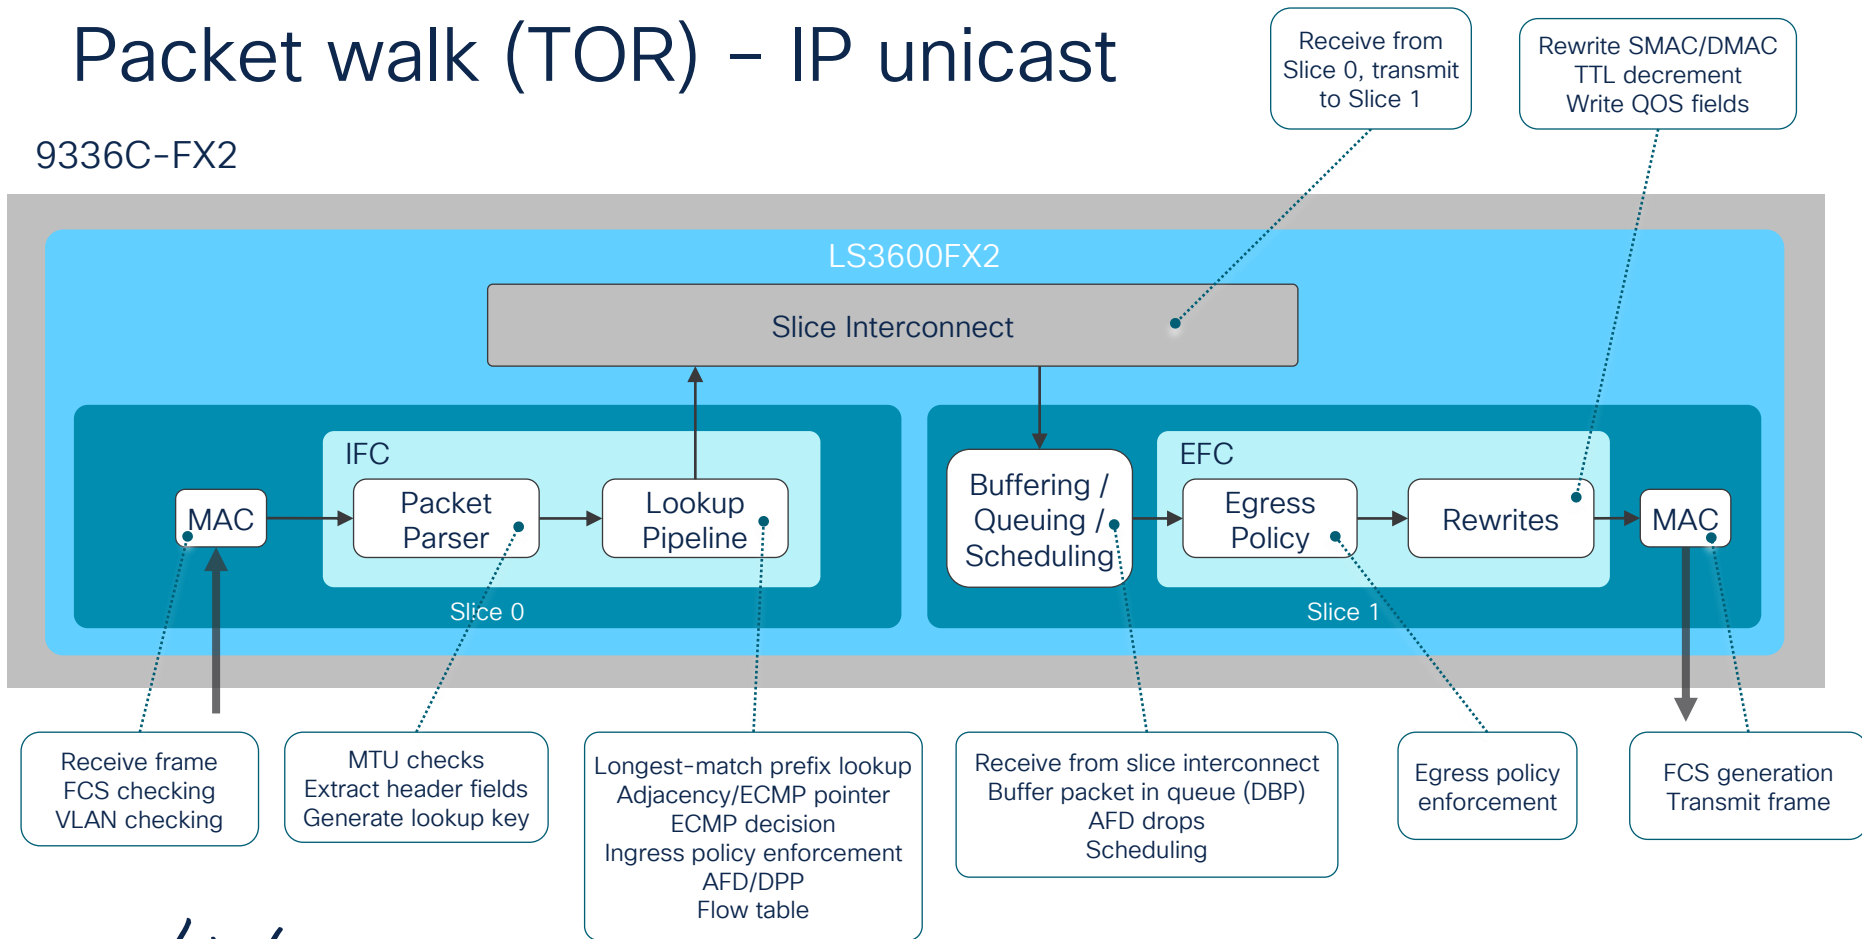 Packet walk (TOR) – IP unicast
Receive from
Slice 0, transmit
to Slice 1
Rewrite SMAC/DMAC
TTL decrement
Write QOS fields
9336C-FX2
LS3600FX2
Slice Interconnect
IFC
EFC
MAC
Packet
Parser
Lookup
Pipeline
Buffering /
Queuing /
Scheduling
Egress
Policy
Rewrites
MAC
Slice 0
Slice 1
Receive frame
FCS checking
VLAN checking
MTU checks
Extract header fields
Generate lookup key
Longest-match prefix lookup
Adjacency/ECMP pointer
ECMP decision
Ingress policy enforcement
AFD/DPP
Flow table
Receive from slice interconnect
Buffer packet in queue (DBP)
AFD drops
Scheduling
Egress policy
enforcement
FCS generation
Transmit frame